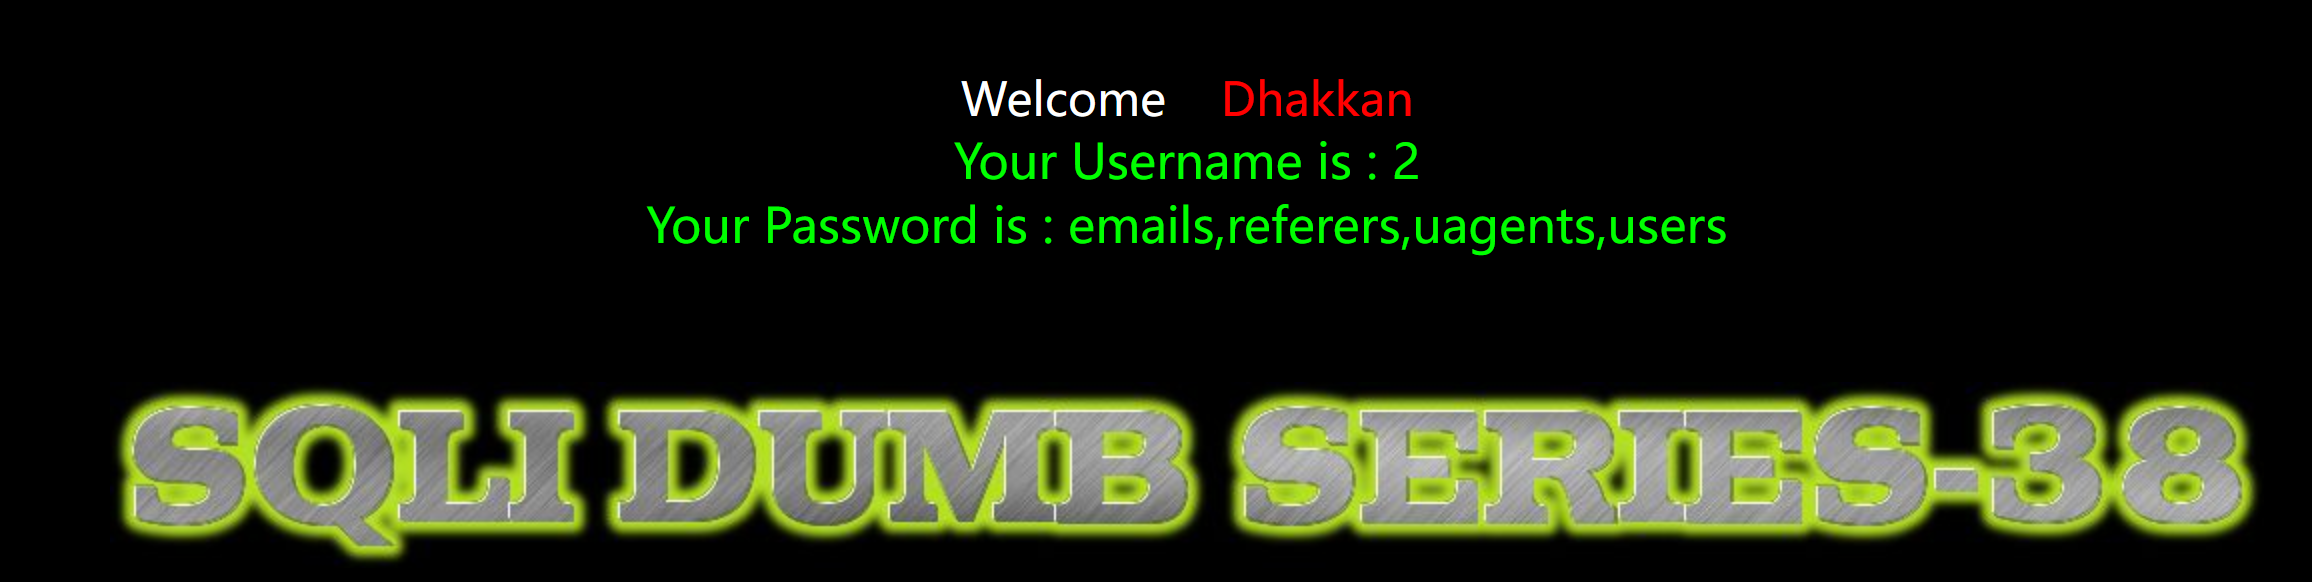 Welcome Dhakkan
Your Username is : 2
Your Password is : emails,referers,uagents,users
SQLI DUMB SERIES-38